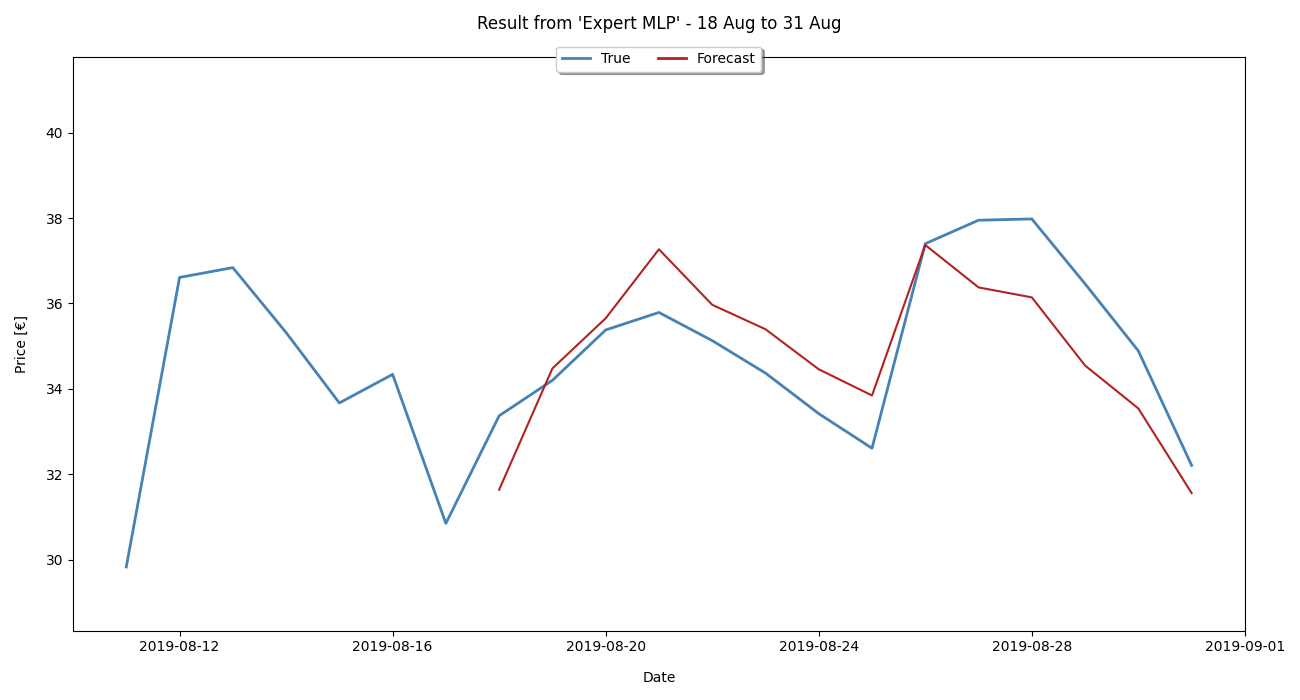 Result from 'Expert MLP' - 18 Aug to 31 Aug
True Forecast
40
38
36
34
32
30
Price [€]
2019-08-12 2019-08-16 2019-08-20 2019-08-24 2019-08-28 2019-09-01
Date